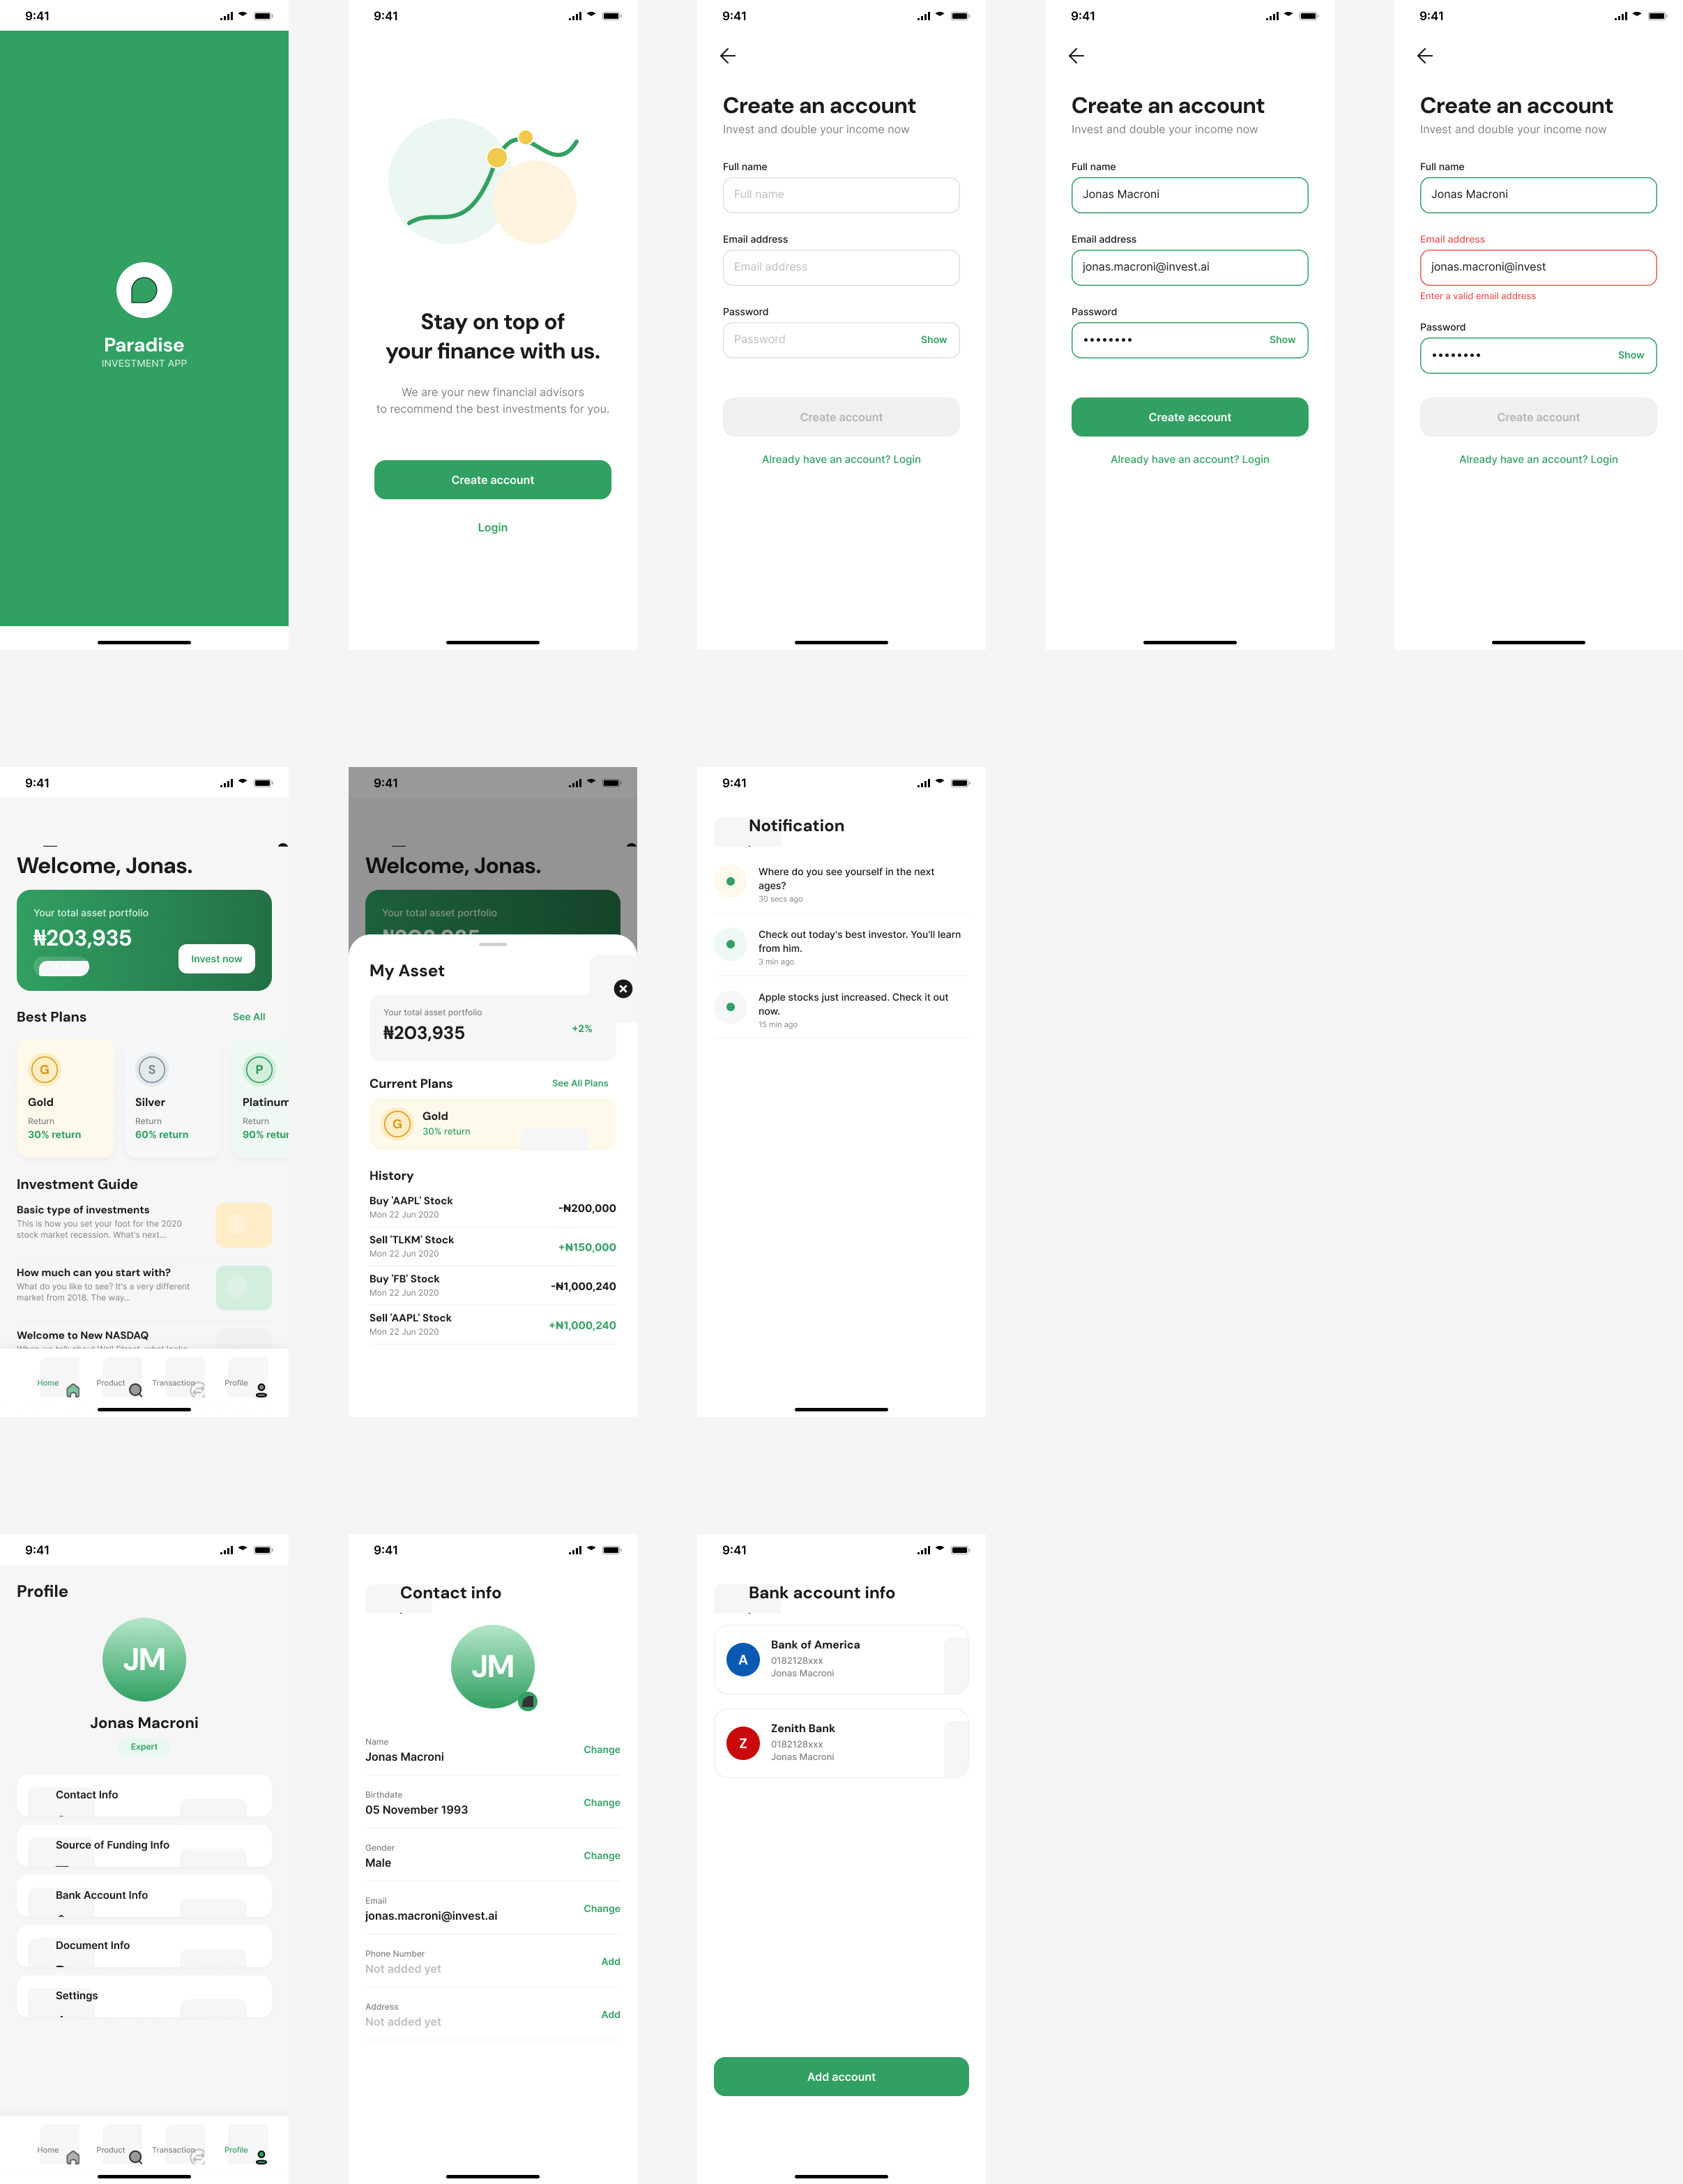 9:41
Paradise
INVESTMENT APP
9:41
Stay on top of
your finance with us.
We are your new financial advisors
to recommend the best investments for you.
Create account
Login
9:41
Create an account
Invest and double your income now
Full name
Full name
Email address
Email address
Password
Password
Show
Create account
Already have an account? Login
9:41
Create an account
Invest and double your income now
Full name
Jonas Macroni
Email address
jonas.macroni@invest.ai
Password
••••••••
Show
Create account
Already have an account? Login
9:41
Create an account
Invest and double your income now
Full name
Jonas Macroni
Email address
jonas.macroni@invest
Enter a valid email address
Password
••••••••
Show
Create account
Already have an account? Login
9:41
Welcome, Jonas.
Your total asset portfolio
₦203,935
Invest now
Best Plans
See All
G
Gold
Return
30% return
S
Silver
Return
60% return
P
Platinum
Return
90% return
Investment Guide
Basic type of investments
This is how you set your foot for the 2020
stock market recession. What's next...
How much can you start with?
What do you like to see? It's a very different
market from 2018. The way...
Welcome to New NASDAQ
Home
Product
Transaction
Profile
9:41
Welcome, Jonas.
Your total asset portfolio
₦203,935
My Asset
Your total asset portfolio
₦203,935
+2%
Current Plans
See All Plans
G
Gold
30% return
History
Buy 'AAPL' Stock
Mon 22 Jun 2020
-₦200,000
Sell 'TLKM' Stock
Mon 22 Jun 2020
+₦150,000
Buy 'FB' Stock
Mon 22 Jun 2020
-₦1,000,240
Sell 'AAPL' Stock
Mon 22 Jun 2020
+₦1,000,240
9:41
Notification
Where do you see yourself in the next
ages?
30 secs ago
Check out today's best investor. You'll learn
from him.
3 min ago
Apple stocks just increased. Check it out
now.
15 min ago
9:41
Profile
JM
Jonas Macroni
Expert
Contact Info
Source of Funding Info
Bank Account Info
Document Info
Settings
Home
Product
Transaction
Profile
9:41
Contact info
JM
Name
Jonas Macroni
Change
Birthdate
05 November 1993
Change
Gender
Male
Change
Email
jonas.macroni@invest.ai
Change
Phone Number
Not added yet
Add
Address
Not added yet
Add
9:41
Bank account info
A
Bank of America
0182128xxx
Jonas Macroni
Z
Zenith Bank
0182128xxx
Jonas Macroni
Add account